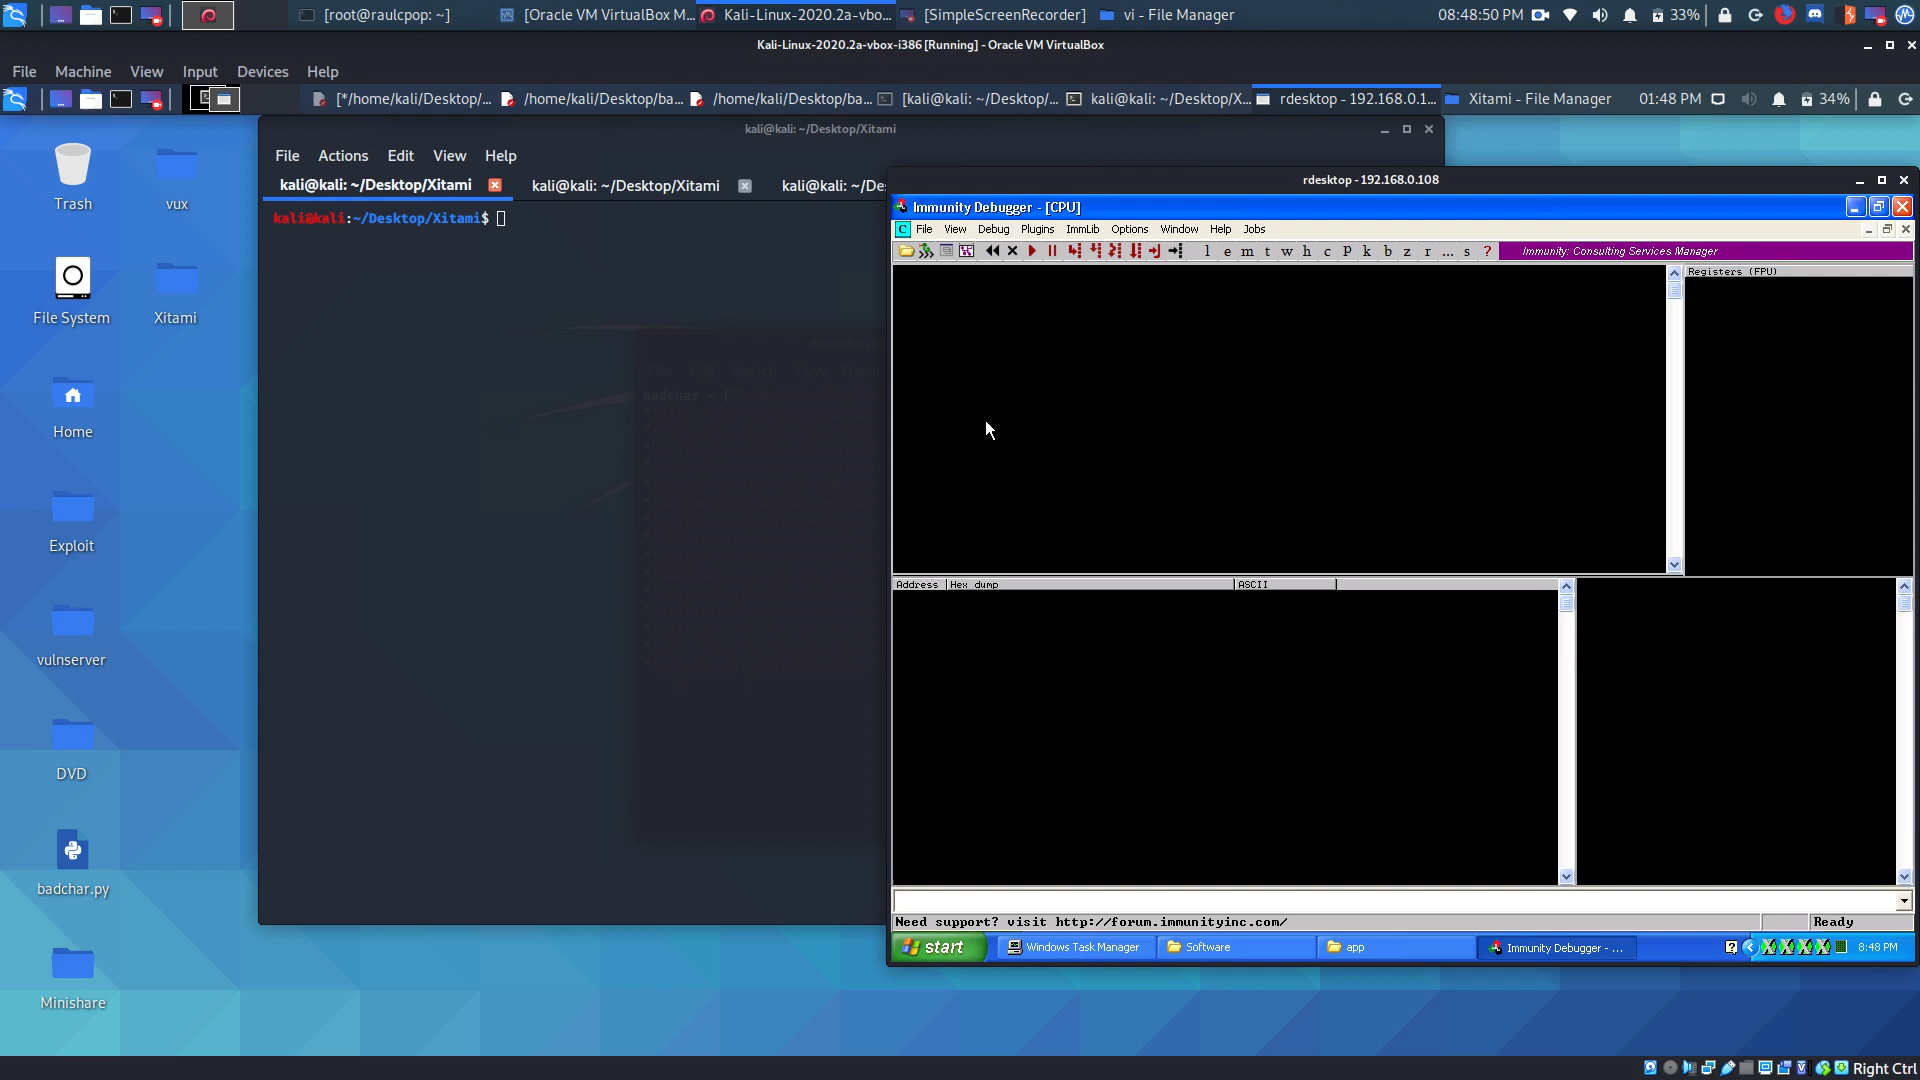 [root@raulcpop: ~]
[Oracle VM VirtualBox M...
Kali-Linux-2020.2a-vbo...
[SimpleScreenRecorder]
vi - File Manager
08:48:50 PM
33%
Kali-Linux-2020.2a-vbox-i386 [Running] - Oracle VM VirtualBox
File Machine View Input Devices Help
[*/home/kali/Desktop/...
/home/kali/Desktop/ba...
/home/kali/Desktop/ba...
[kali@kali: ~/Desktop/...
kali@kali: ~/Desktop/X...
rdesktop - 192.168.0.1...
Xitami - File Manager
01:48 PM
34%
kali@kali: ~/Desktop/Xitami
File Actions Edit View Help
kali@kali: ~/Desktop/Xitami
kali@kali: ~/Desktop/Xitami
kali@kali: ~/De
kali@kali:~/Desktop/Xitami$
File Edit Search View Docu
badchar = ("
Trash
vux
File System
Xitami
Home
Exploit
vulnserver
DVD
badchar.py
Minishare
rdesktop - 192.168.0.108
Immunity Debugger - [CPU]
C File View Debug Plugins ImmLib Options Window Help Jobs
l e m t w h c P k b z r ... s ?
Immunity: Consulting Services Manager
Registers (FPU)
Address Hex dump ASCII
Need support? visit http://forum.immunityinc.com/
Ready
start
Windows Task Manager
Software
app
Immunity Debugger - ...
8:48 PM
Right Ctrl